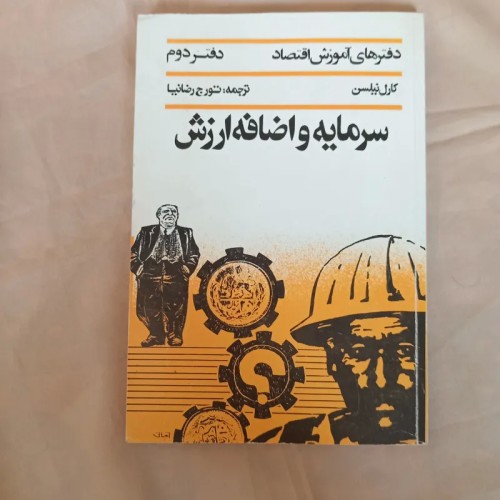 دفترهای آموزش اقتصاد دفتر دوم
کارل نیلسن ترجمه: تورج رضانیا
سرمایه و اضافه ارزش